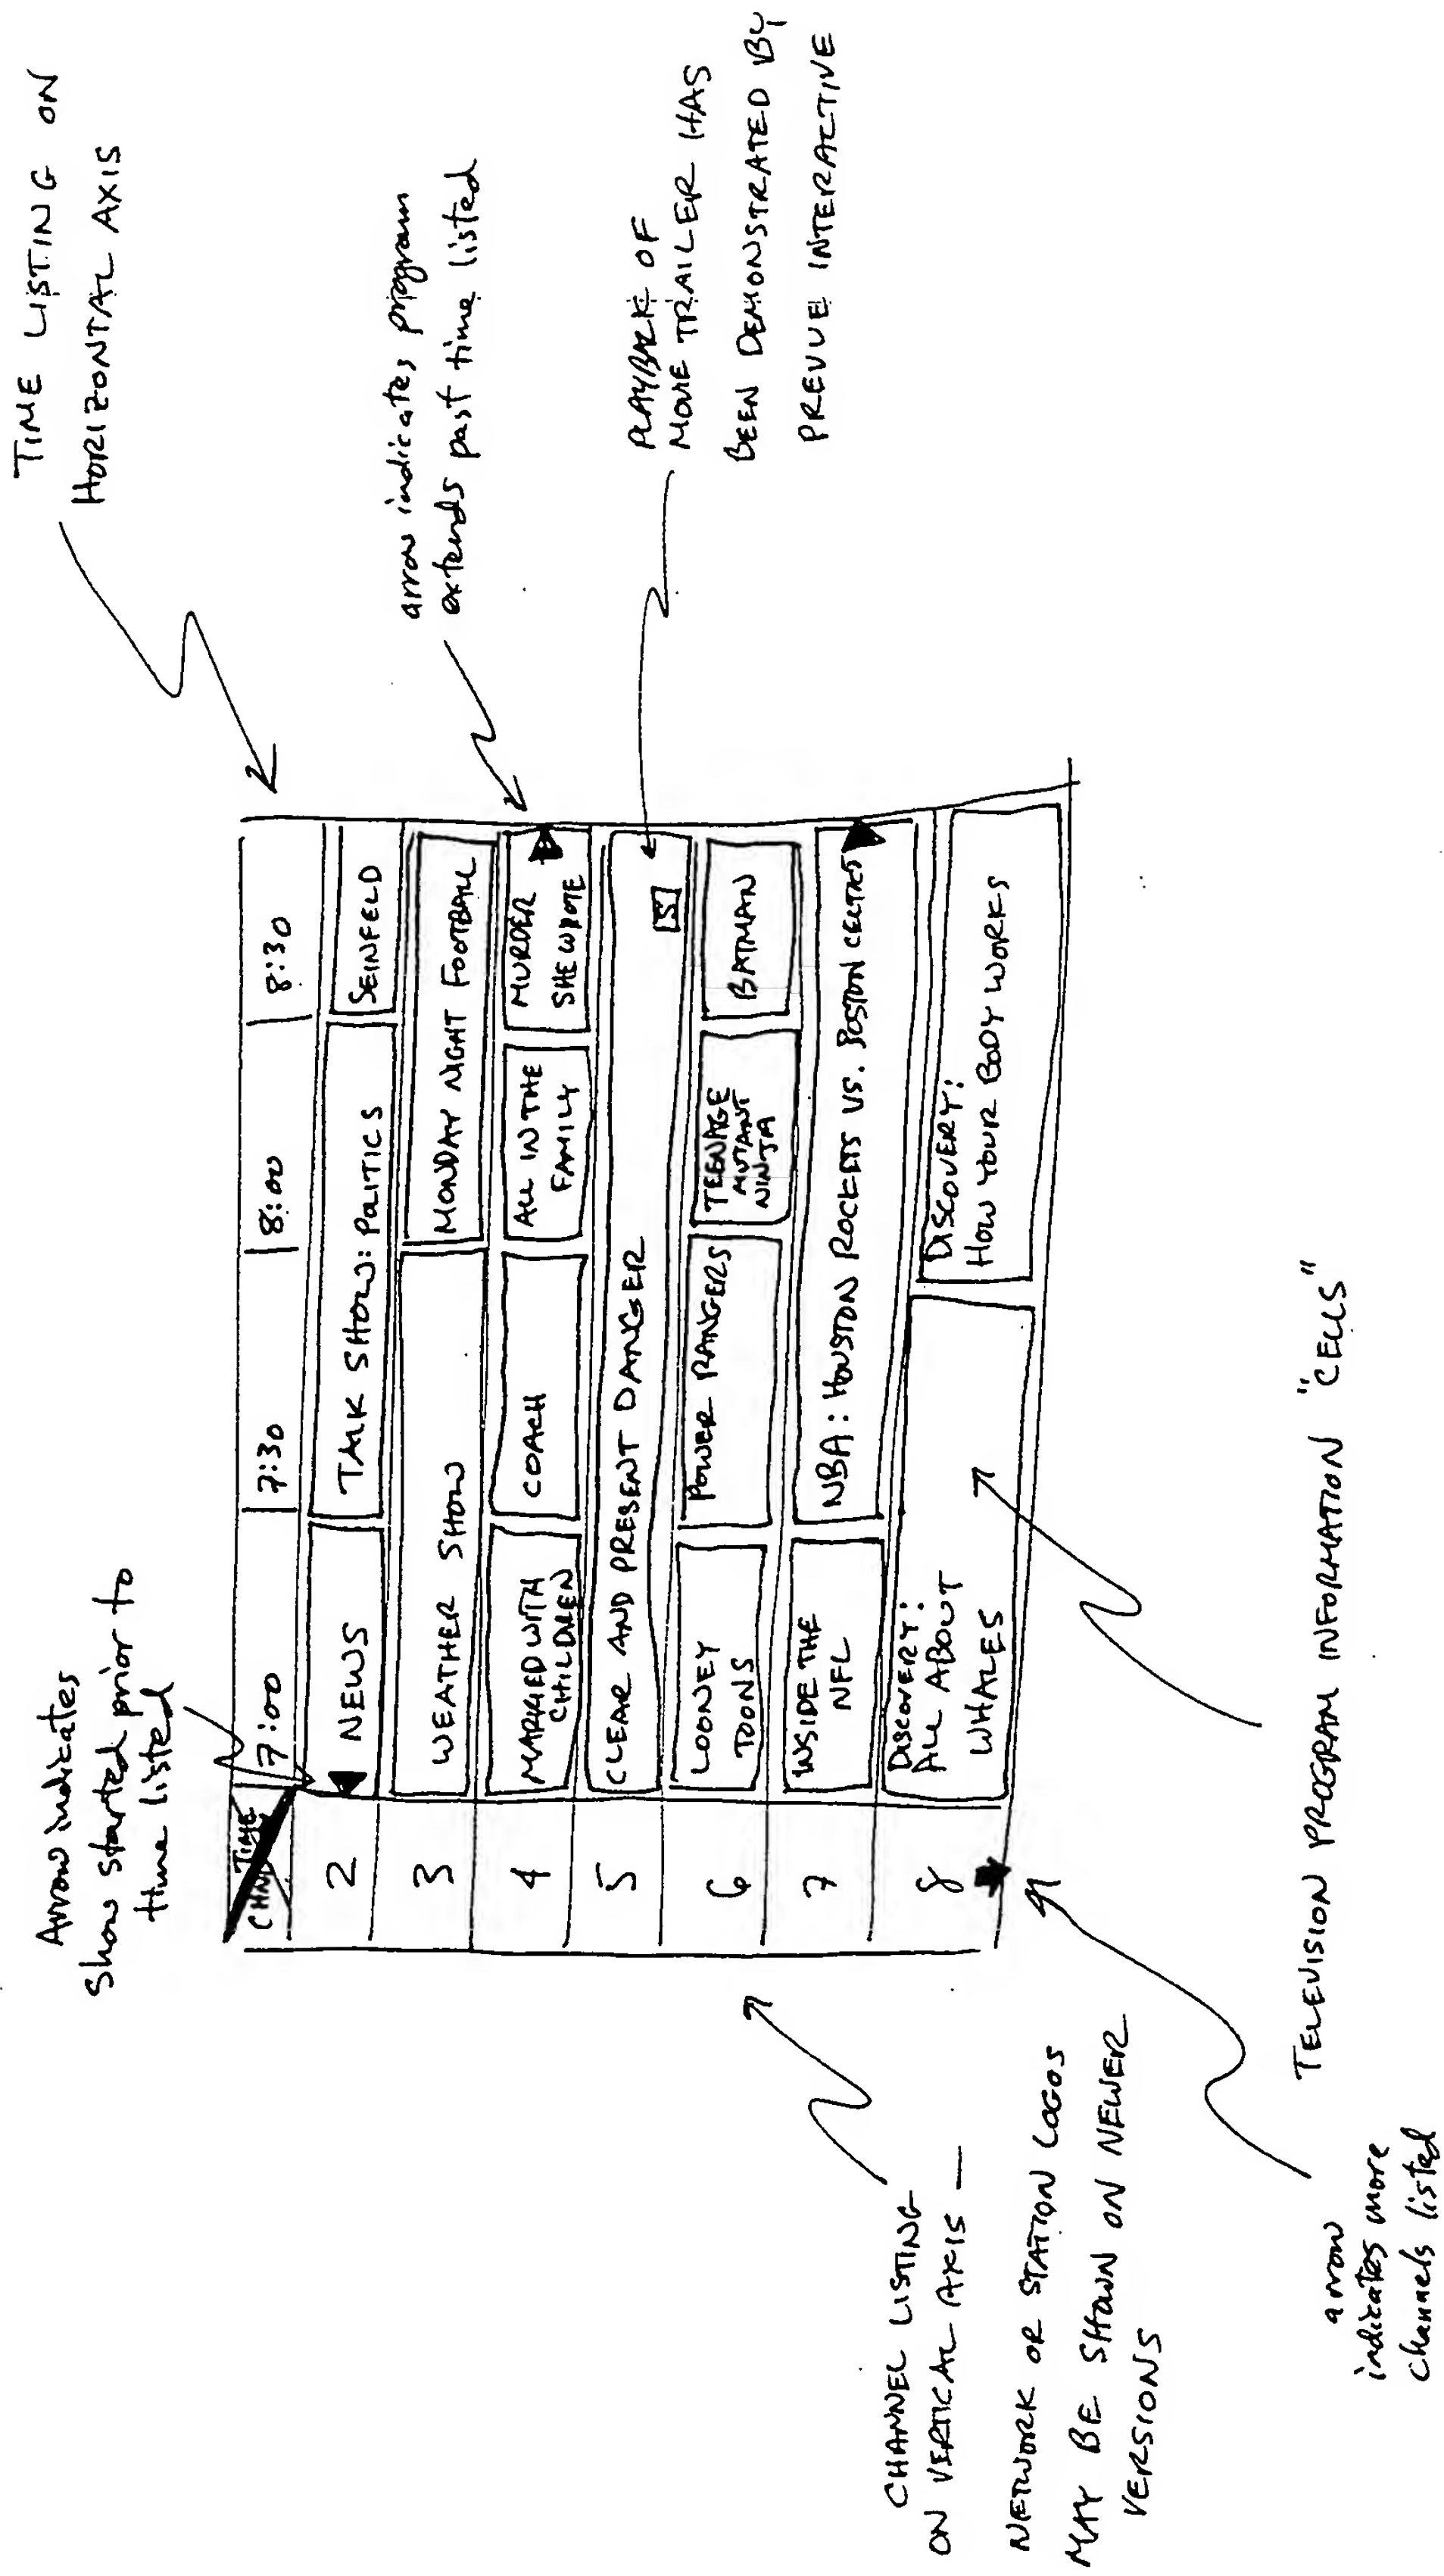 TIME LISTING ON
HORIZONTAL AXIS
Arrow indicates
show started prior to
time listed
arrow indicates program
extends past time listed
PLAYBACK OF
MOVIE TRAILER HAS
BEEN DEMONSTRATED BY
PREVUE INTERACTIVE
TIME
CHNL
7:00
7:30
8:00
8:30
2
NEWS
TALK SHOW: POLITICS
SEINFELD
3
WEATHER SHOW
MONDAY NIGHT FOOTBALL
4
MARRIED WITH
CHILDREN
COACH
ALL IN THE
FAMILY
MURDER
SHE WROTE
5
CLEAR AND PRESENT DANGER
6
LOONEY
TOONS
POWER RANGERS
TEENAGE
MUTANT
NINJA
BATMAN
7
INSIDE THE
NFL
NBA: HOUSTON ROCKETS VS. BOSTON CELTICS
8
DISCOVERY:
ALL ABOUT
WHALES
DISCOVERY:
HOW YOUR BODY WORKS
CHANNEL LISTING
ON VERTICAL AXIS —
NETWORK OR STATION LOGOS
MAY BE SHOWN ON NEWER
VERSIONS
TELEVISION PROGRAM INFORMATION "CELLS"
arrow
indicates more
channels listed